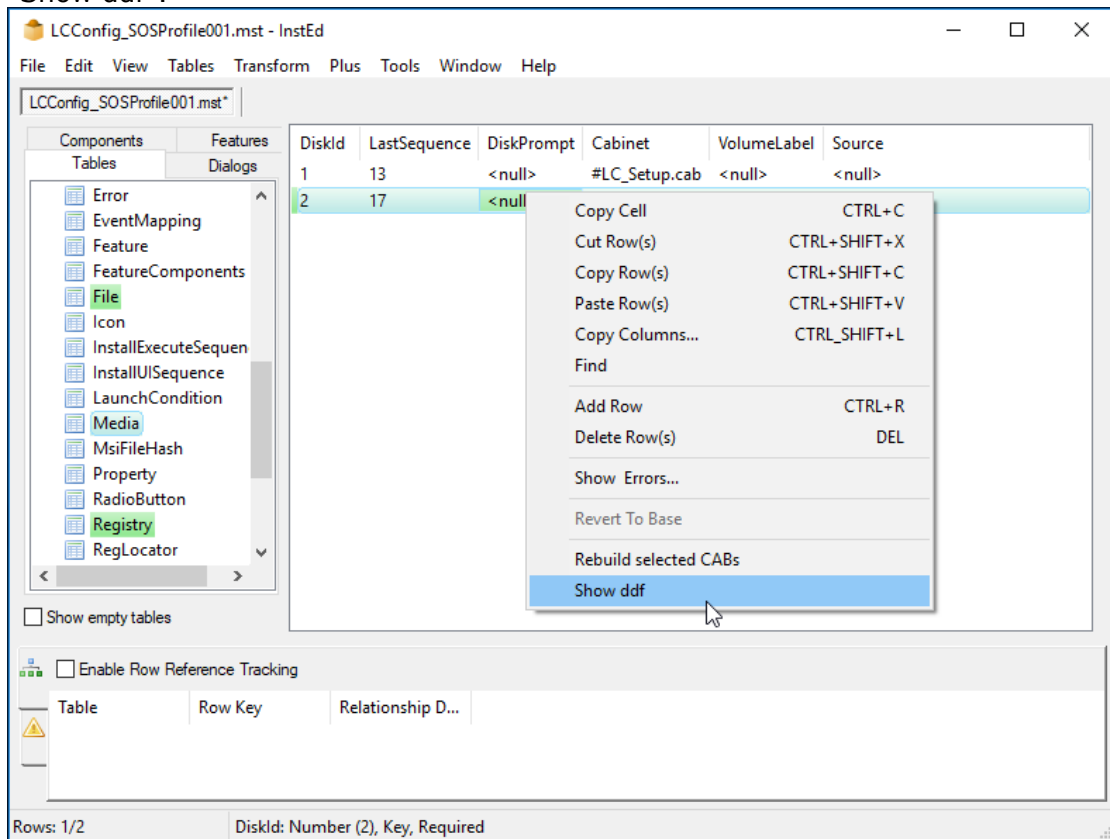 "Show ddf".
LCConfig_SOSProfile001.mst - InstEd
File Edit View Tables Transform Plus Tools Window Help
LCConfig_SOSProfile001.mst*
Components Features
Tables Dialogs
Error
EventMapping
Feature
FeatureComponents
File
Icon
InstallExecuteSequen
InstallUISequence
LaunchCondition
Media
MsiFileHash
Property
RadioButton
Registry
RegLocator
Show empty tables
DiskId LastSequence DiskPrompt Cabinet VolumeLabel Source
1 13 <null> #LC_Setup.cab <null> <null>
2 17 <null
Copy Cell CTRL+C
Cut Row(s) CTRL+SHIFT+X
Copy Row(s) CTRL+SHIFT+C
Paste Row(s) CTRL+SHIFT+V
Copy Columns... CTRL_SHIFT+L
Find
Add Row CTRL+R
Delete Row(s) DEL
Show Errors...
Revert To Base
Rebuild selected CABs
Show ddf
Enable Row Reference Tracking
Table Row Key Relationship D...
Rows: 1/2 DiskId: Number (2), Key, Required